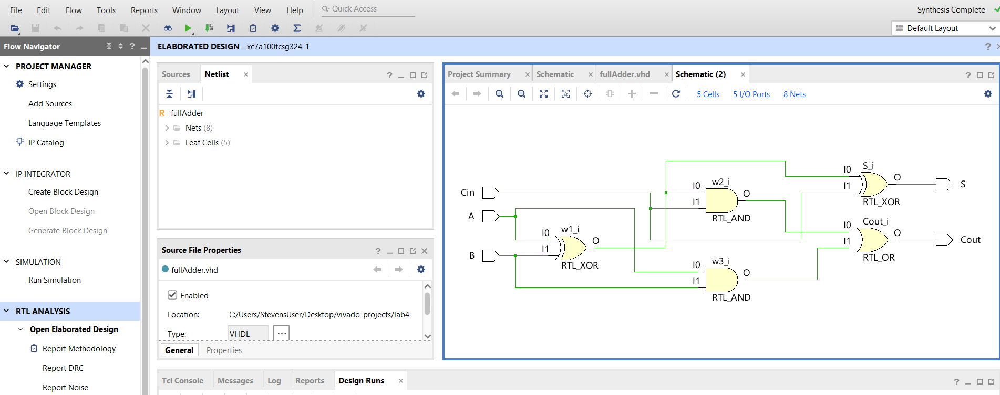 File Edit Flow Tools Reports Window Layout View Help Quick Access
Synthesis Complete
Default Layout
Flow Navigator
PROJECT MANAGER
Settings
Add Sources
Language Templates
IP Catalog
IP INTEGRATOR
Create Block Design
Open Block Design
Generate Block Design
SIMULATION
Run Simulation
RTL ANALYSIS
Open Elaborated Design
Report Methodology
Report DRC
Report Noise
ELABORATED DESIGN - xc7a100tcsg324-1
Sources Netlist
fullAdder
Nets (8)
Leaf Cells (5)
Source File Properties
fullAdder.vhd
Enabled
Location: C:/Users/StevensUser/Desktop/vivado_projects/lab4
Type: VHDL ...
General Properties
Project Summary Schematic fullAdder.vhd Schematic (2)
5 Cells 5 I/O Ports 8 Nets
Cin
A
B
w1_i
I0
I1
O
RTL_XOR
w2_i
I0
I1
O
RTL_AND
w3_i
I0
I1
O
RTL_AND
S_i
I0
I1
O
RTL_XOR
S
Cout_i
I0
I1
O
RTL_OR
Cout
Tcl Console Messages Log Reports Design Runs